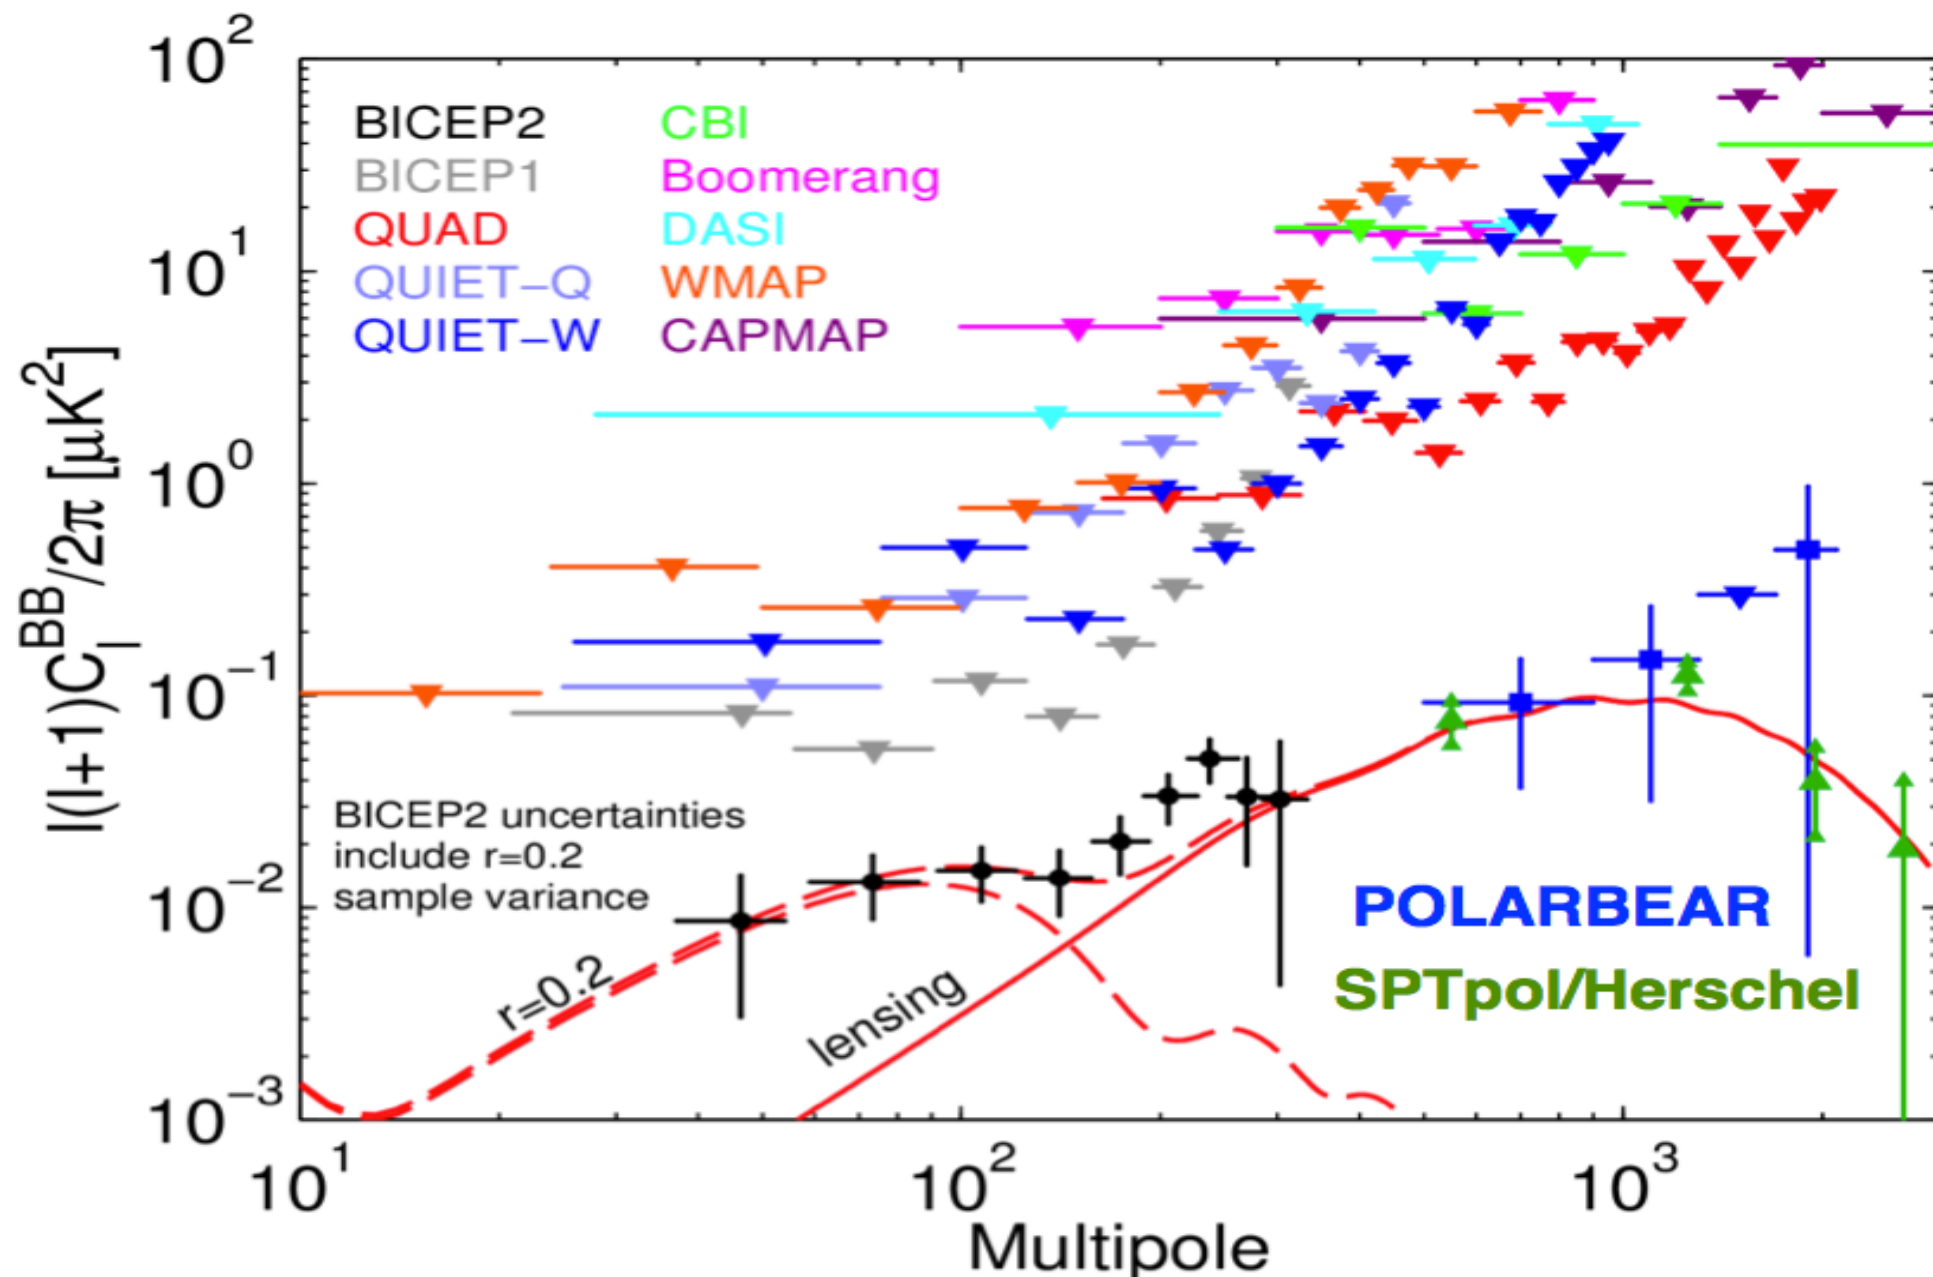 10²
10¹
10⁰
10⁻¹
10⁻²
10⁻³
l(l+1)C_l^BB/2π [μK²]
BICEP2 CBI
BICEP1 Boomerang
QUAD DASI
QUIET−Q WMAP
QUIET−W CAPMAP
BICEP2 uncertainties
include r=0.2
sample variance
r=0.2
lensing
POLARBEAR
SPTpol/Herschel
10¹ 10² 10³
Multipole